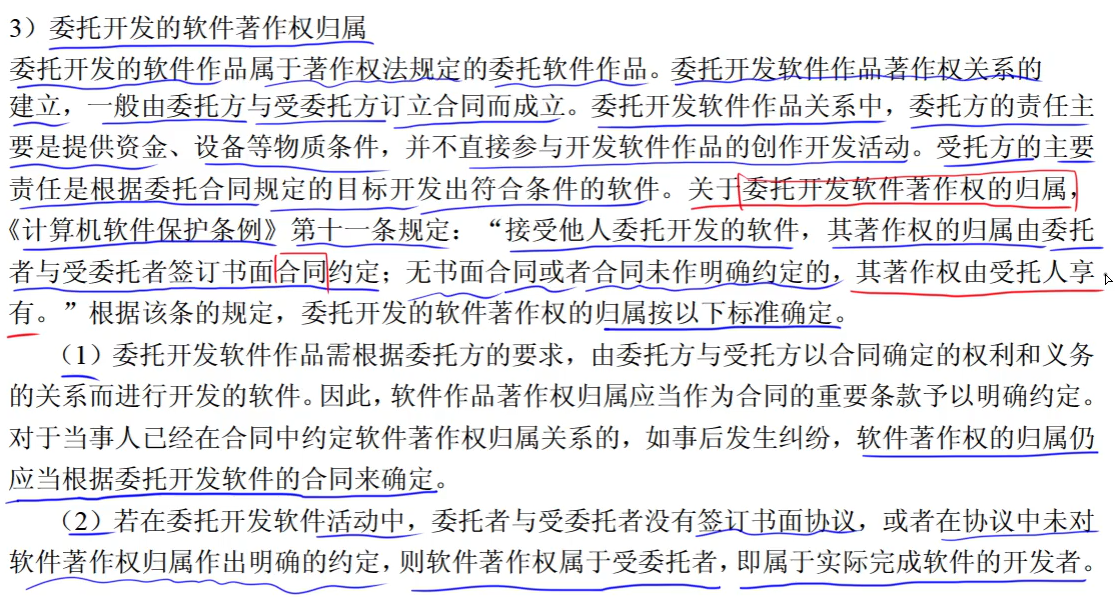 3）委托开发的软件著作权归属
委托开发的软件作品属于著作权法规定的委托软件作品。委托开发软件作品著作权关系的
建立，一般由委托方与受委托方订立合同而成立。委托开发软件作品关系中，委托方的责任主
要是提供资金、设备等物质条件，并不直接参与开发软件作品的创作开发活动。受托方的主要
责任是根据委托合同规定的目标开发出符合条件的软件。关于委托开发软件著作权的归属，
《计算机软件保护条例》第十一条规定：“接受他人委托开发的软件，其著作权的归属由委托
者与受委托者签订书面合同约定；无书面合同或者合同未作明确约定的，其著作权由受托人享
有。”根据该条的规定，委托开发的软件著作权的归属按以下标准确定。
（1）委托开发软件作品需根据委托方的要求，由委托方与受托方以合同确定的权利和义务
的关系而进行开发的软件。因此，软件作品著作权归属应当作为合同的重要条款予以明确约定。
对于当事人已经在合同中约定软件著作权归属关系的，如事后发生纠纷，软件著作权的归属仍
应当根据委托开发软件的合同来确定。
（2）若在委托开发软件活动中，委托者与受委托者没有签订书面协议，或者在协议中未对
软件著作权归属作出明确的约定，则软件著作权属于受委托者，即属于实际完成软件的开发者。